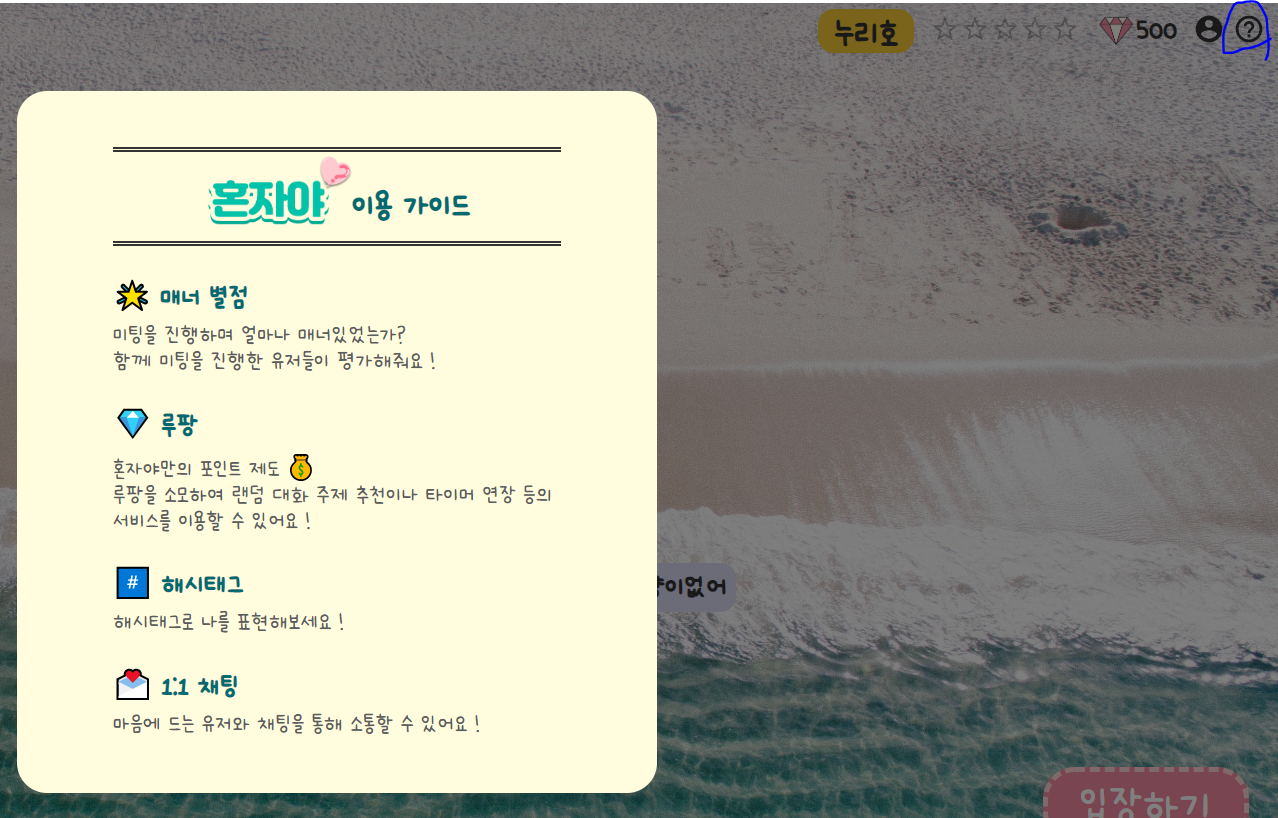 누리호
500
혼자야 이용 가이드
매너 별점
미팅을 진행하며 얼마나 매너있었는가?
함께 미팅을 진행한 유저들이 평가해줘요!
루팡
혼자야만의 포인트 제도
루팡을 소모하여 랜덤 대화 주제 추천이나 타이머 연장 등의
서비스를 이용할 수 있어요!
#
해시태그
해시태그로 나를 표현해보세요!
1:1 채팅
마음에 드는 유저와 채팅을 통해 소통할 수 있어요!
이없어
입장하기